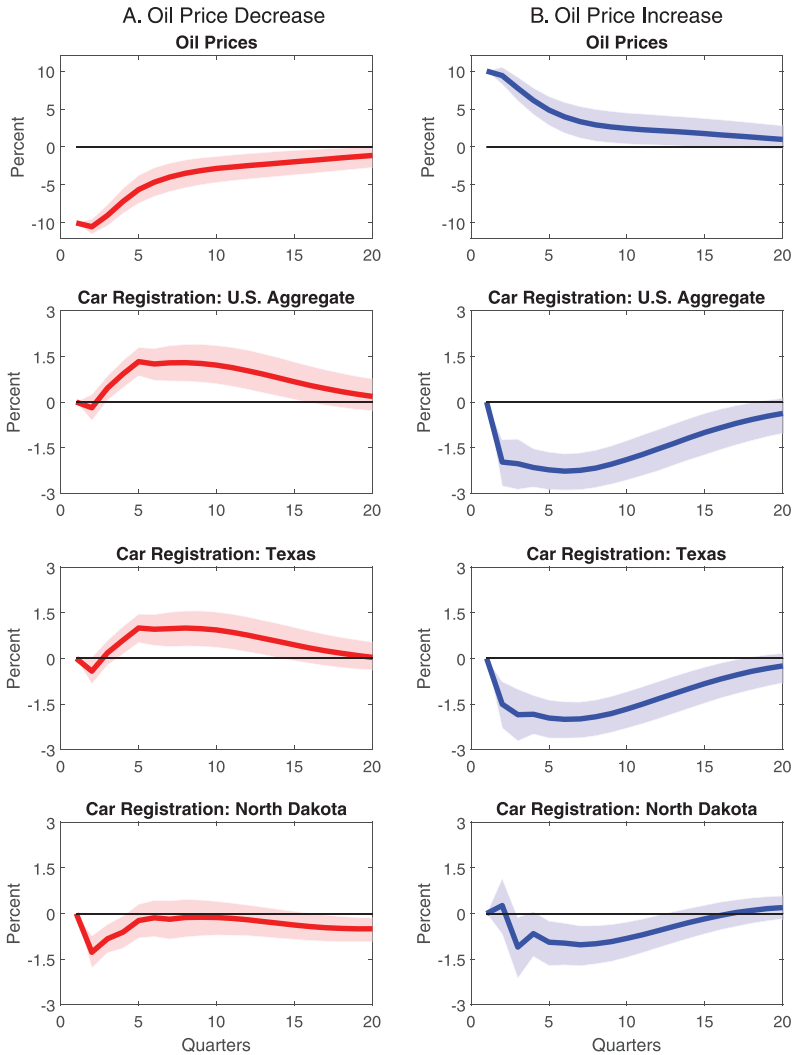 A. Oil Price Decrease
Oil Prices
Percent
10
5
0
-5
-10
0 5 10 15 20
Car Registration: U.S. Aggregate
Percent
3
1.5
0
-1.5
-3
0 5 10 15 20
Car Registration: Texas
Percent
3
1.5
0
-1.5
-3
0 5 10 15 20
Car Registration: North Dakota
Percent
3
1.5
0
-1.5
-3
0 5 10 15 20
Quarters
B. Oil Price Increase
Oil Prices
Percent
10
5
0
-5
-10
0 5 10 15 20
Car Registration: U.S. Aggregate
Percent
3
1.5
0
-1.5
-3
0 5 10 15 20
Car Registration: Texas
Percent
3
1.5
0
-1.5
-3
0 5 10 15 20
Car Registration: North Dakota
Percent
3
1.5
0
-1.5
-3
0 5 10 15 20
Quarters